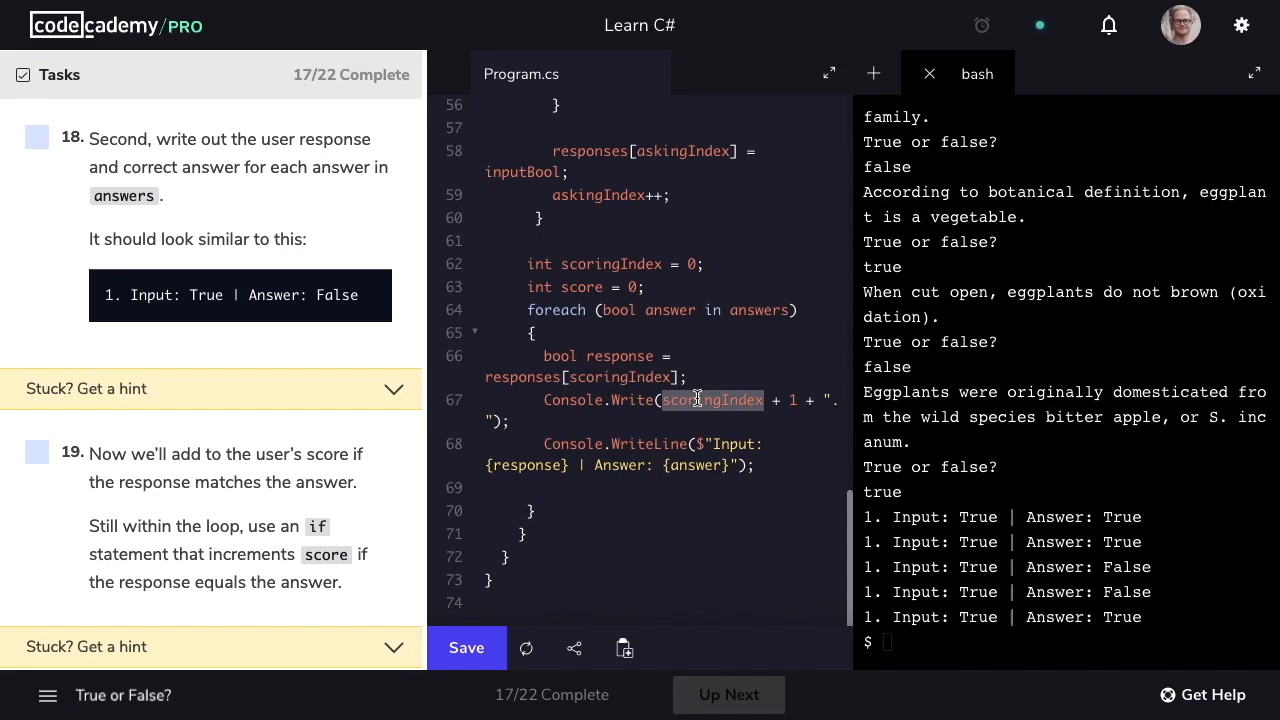 codecademy/PRO
Learn C#
Tasks
17/22 Complete
18. Second, write out the user response
and correct answer for each answer in
answers.
It should look similar to this:
1. Input: True | Answer: False
Stuck? Get a hint
19. Now we'll add to the user's score if
the response matches the answer.
Still within the loop, use an if
statement that increments score if
the response equals the answer.
Stuck? Get a hint
Program.cs
56 }
57
58 responses[askingIndex] =
inputBool;
59 askingIndex++;
60 }
61
62 int scoringIndex = 0;
63 int score = 0;
64 foreach (bool answer in answers)
65 {
66 bool response =
responses[scoringIndex];
67 Console.Write(scoringIndex + 1 + ".
");
68 Console.WriteLine($"Input:
{response} | Answer: {answer}");
69
70 }
71 }
72 }
73 }
74
Save
bash
family.
True or false?
false
According to botanical definition, eggplan
t is a vegetable.
True or false?
true
When cut open, eggplants do not brown (oxi
dation).
True or false?
false
Eggplants were originally domesticated fro
m the wild species bitter apple, or S. inc
anum.
True or false?
true
1. Input: True | Answer: True
1. Input: True | Answer: True
1. Input: True | Answer: False
1. Input: True | Answer: False
1. Input: True | Answer: True
$
True or False?
17/22 Complete
Up Next
Get Help